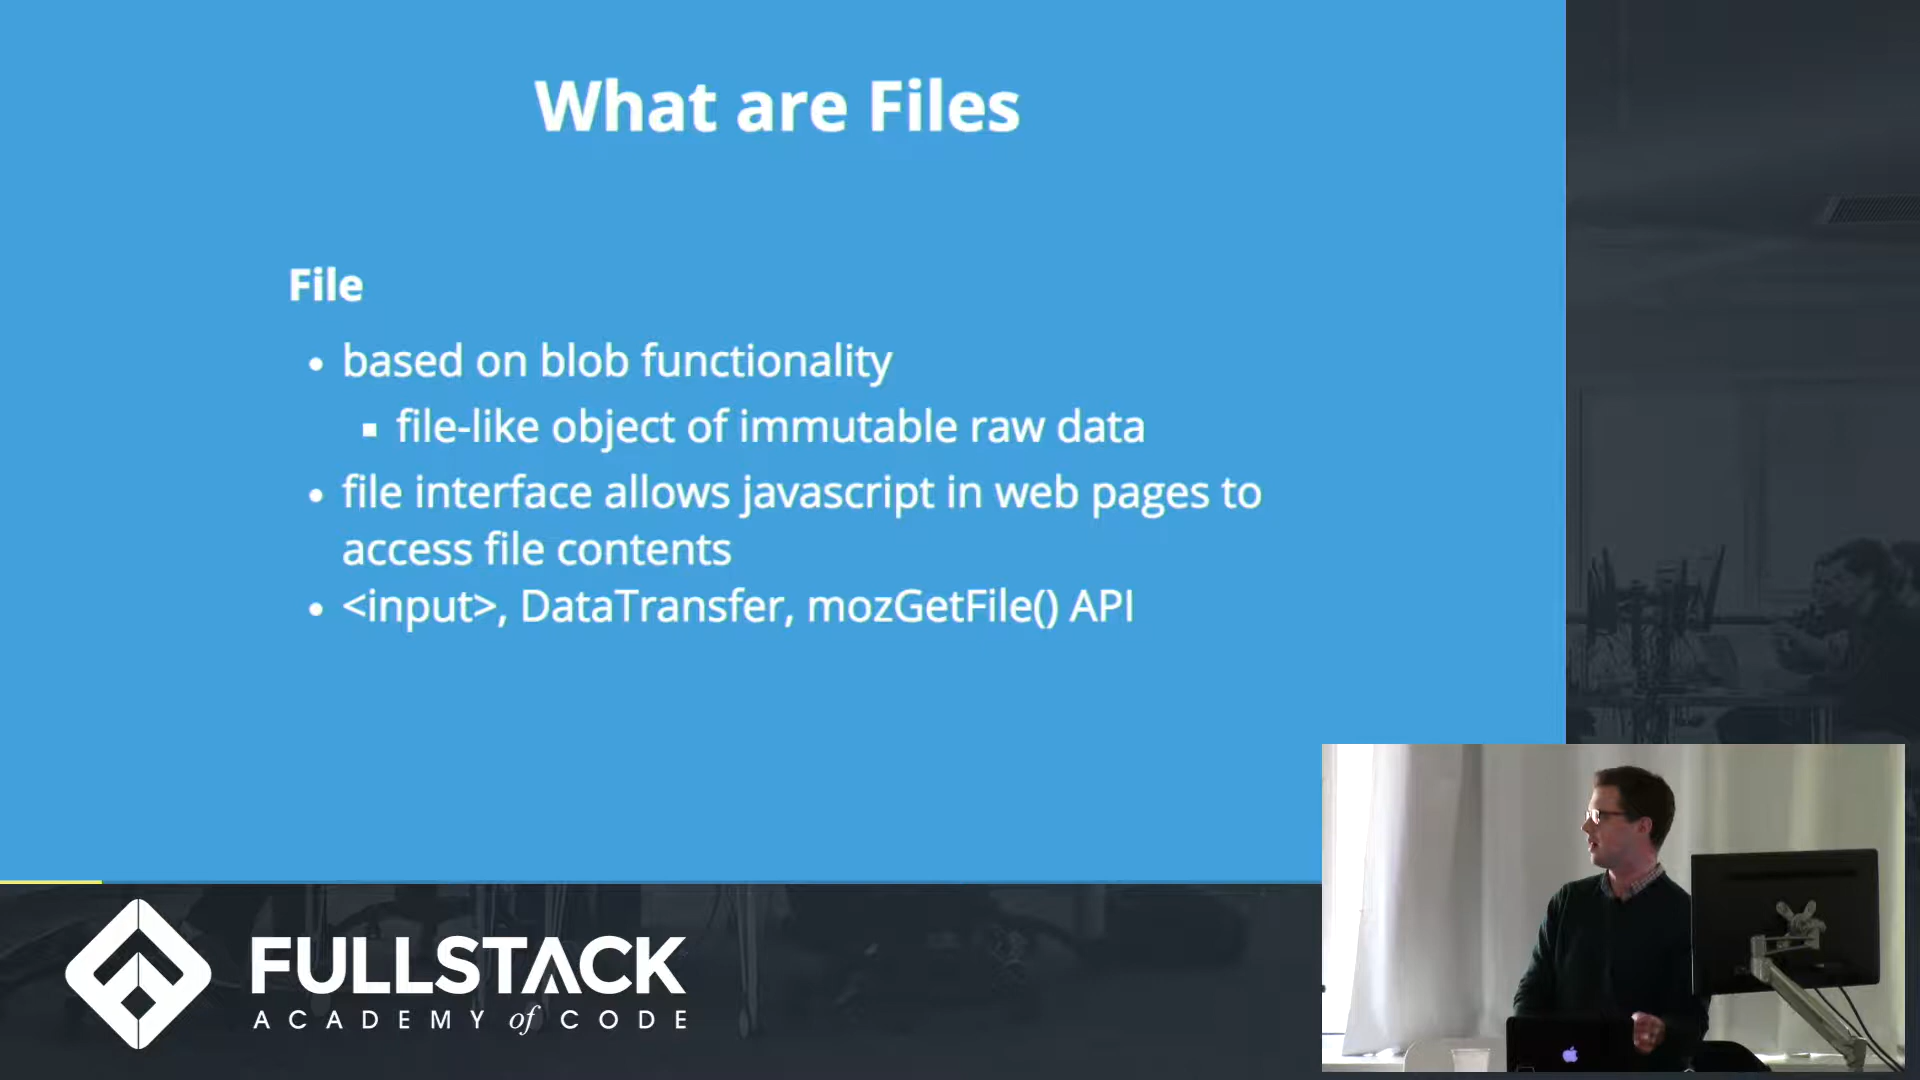 What are Files
File
based on blob functionality
file-like object of immutable raw data
file interface allows javascript in web pages to
access file contents
<input>, DataTransfer, mozGetFile() API
FULLSTACK
ACADEMY of CODE